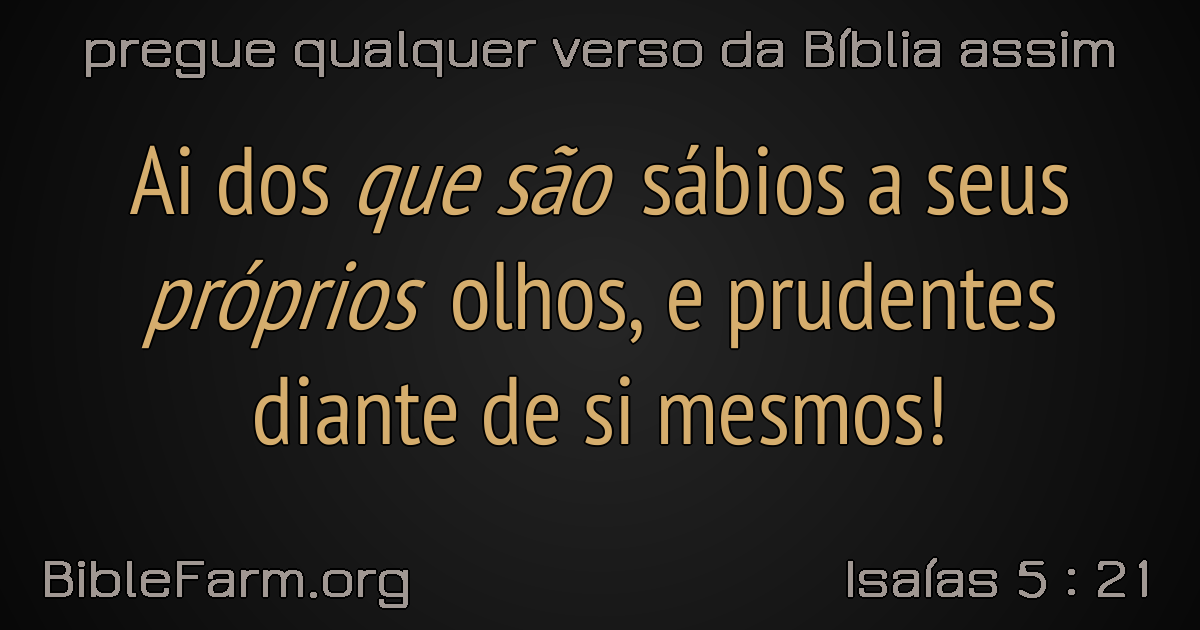 pregue qualquer verso da Bíblia assim
Ai dos que são sábios a seus
próprios olhos, e prudentes
diante de si mesmos!
BibleFarm.org
Isaías 5 : 21